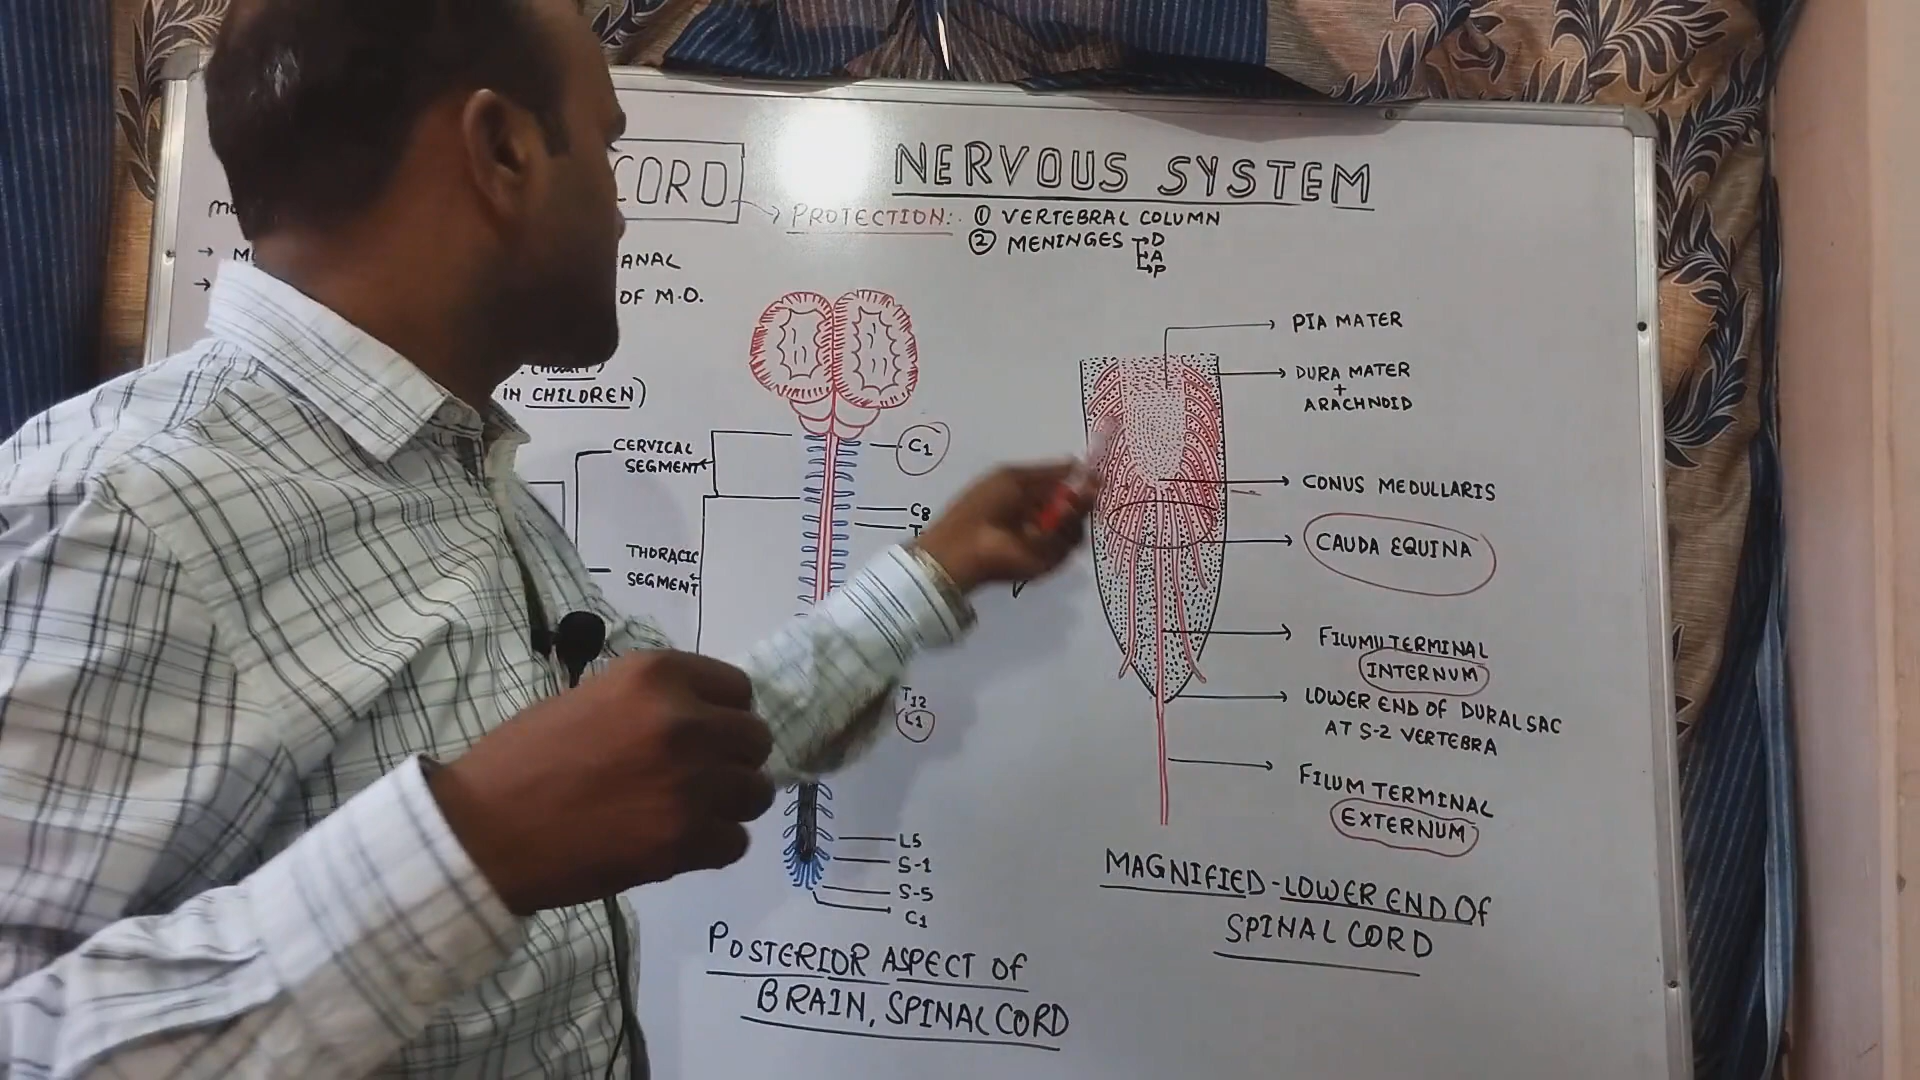 CORD
NERVOUS SYSTEM
PROTECTION:. ① VERTEBRAL COLUMN
② MENINGES D
A
P
→ M
ANAL
→
OF M.O.
IN CHILDREN)
CERVICAL
SEGMENT
C1
C8
T
THORACIC
SEGMENT
T12
L1
L5
S-1
S-5
C1
POSTERIOR ASPECT OF
BRAIN, SPINAL CORD
PIA MATER
DURA MATER
+
ARACHNOID
CONUS MEDULLARIS
CAUDA EQUINA
FILUMU TERMINAL
INTERNUM
LOWER END OF DURAL SAC
AT S-2 VERTEBRA
FILUM TERMINAL
EXTERNUM
MAGNIFIED-LOWER END OF
SPINAL CORD